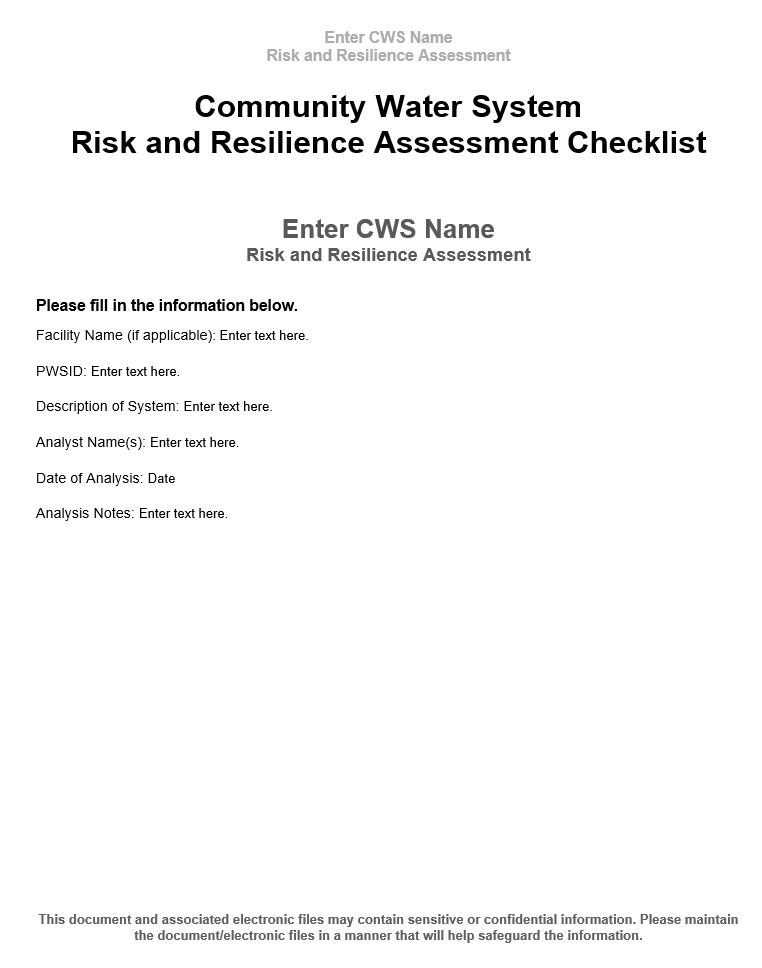 Enter CWS Name
Risk and Resilience Assessment
Community Water System
Risk and Resilience Assessment Checklist
Enter CWS Name
Risk and Resilience Assessment
Please fill in the information below.
Facility Name (if applicable): Enter text here.
PWSID: Enter text here.
Description of System: Enter text here.
Analyst Name(s): Enter text here.
Date of Analysis: Date
Analysis Notes: Enter text here.
This document and associated electronic files may contain sensitive or confidential information. Please maintain
the document/electronic files in a manner that will help safeguard the information.